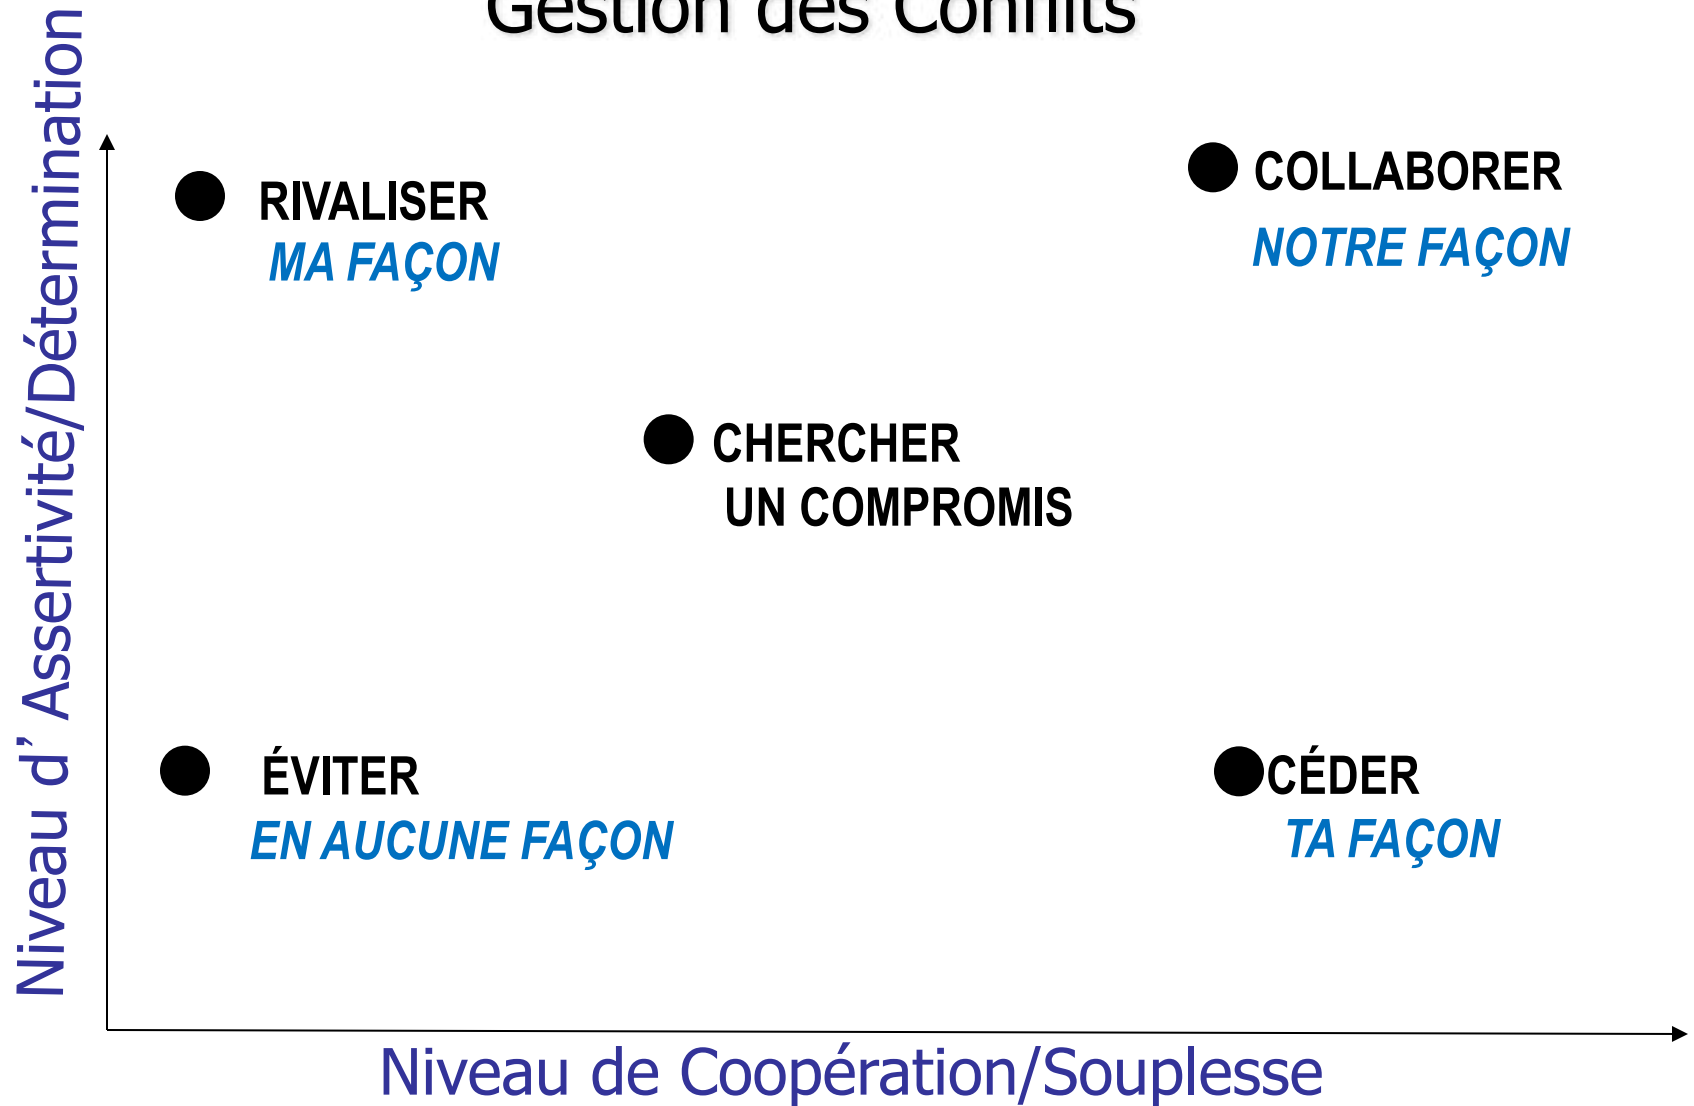 Gestion des Conflits
Niveau d’ Assertivité/Détermination
RIVALISER
MA FAÇON
COLLABORER
NOTRE FAÇON
CHERCHER
UN COMPROMIS
ÉVITER
EN AUCUNE FAÇON
CÉDER
TA FAÇON
Niveau de Coopération/Souplesse